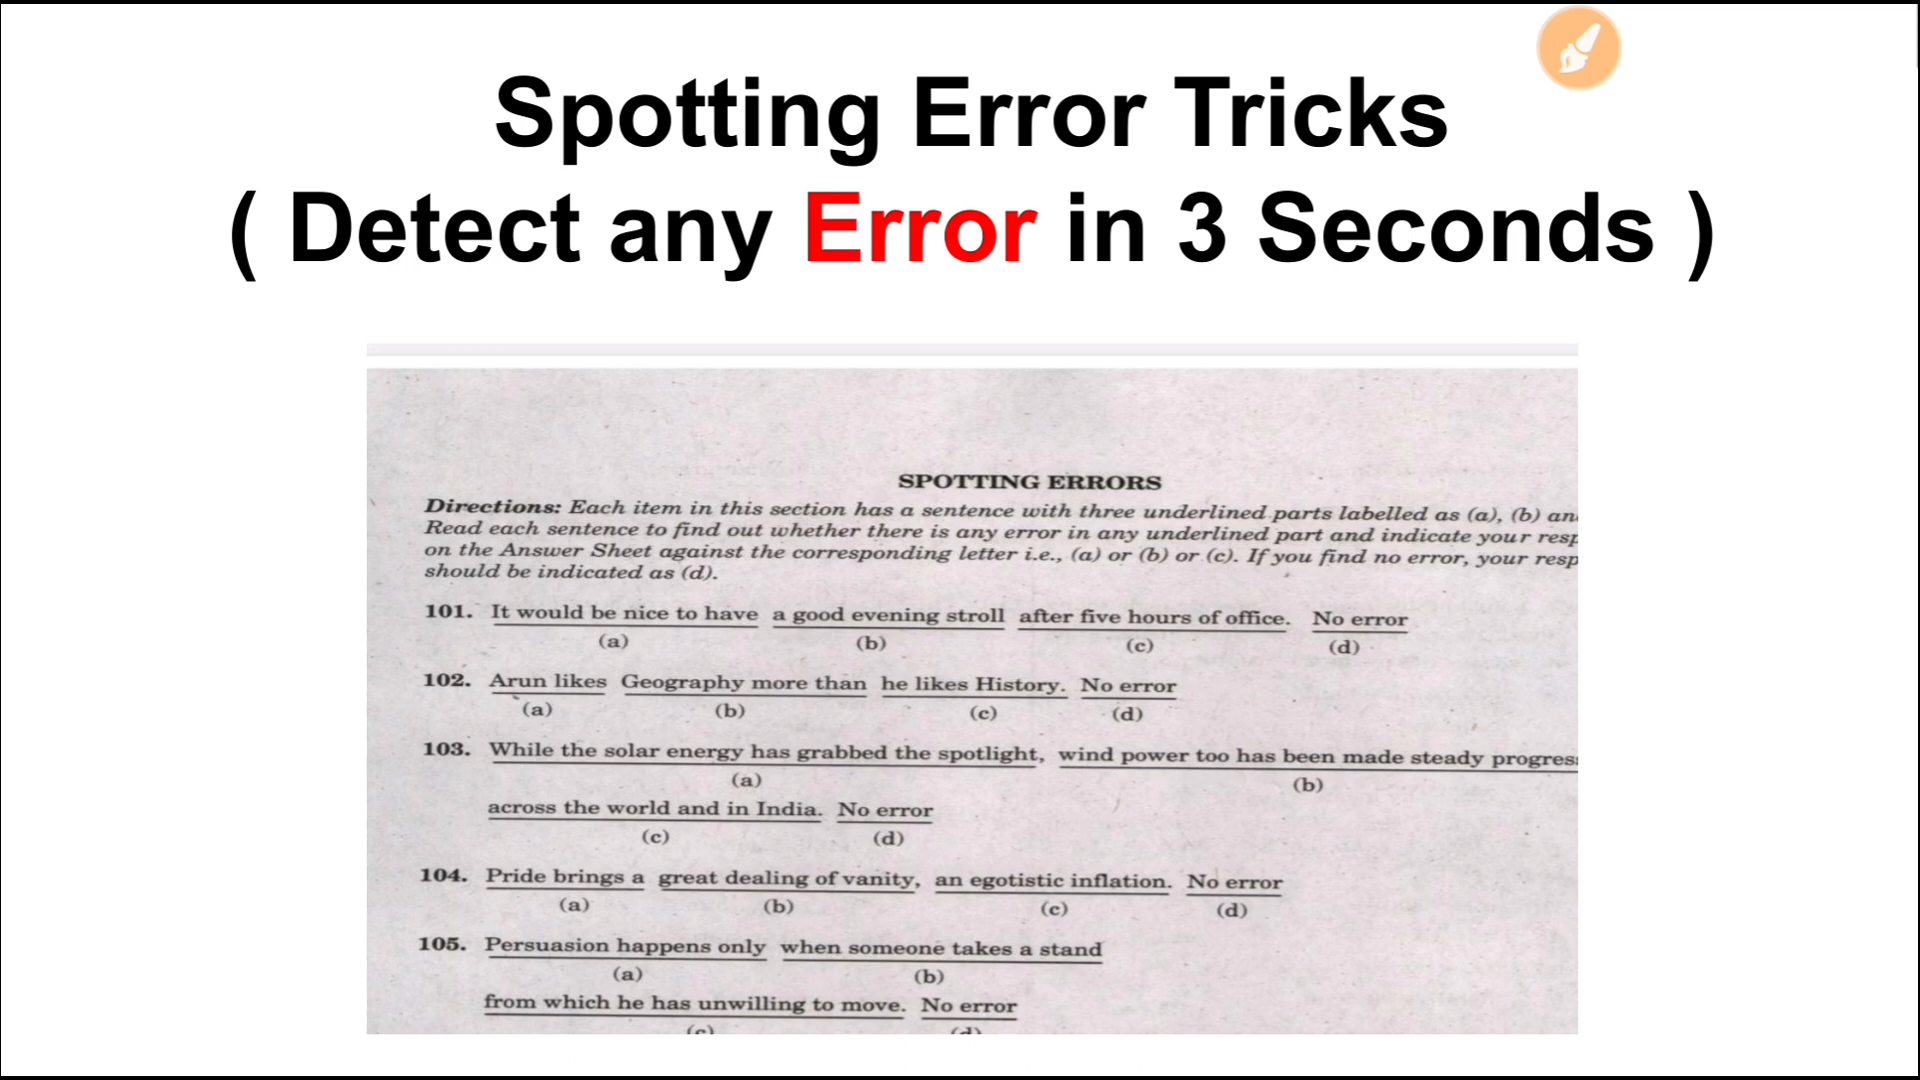 Spotting Error Tricks
( Detect any Error in 3 Seconds )
SPOTTING ERRORS
Directions: Each item in this section has a sentence with three underlined parts labelled as (a), (b) an
Read each sentence to find out whether there is any error in any underlined part and indicate your resp
on the Answer Sheet against the corresponding letter i.e., (a) or (b) or (c). If you find no error, your resp
should be indicated as (d).
101. It would be nice to have a good evening stroll after five hours of office. No error
(a) (b) (c) (d)
102. Arun likes Geography more than he likes History. No error
(a) (b) (c) (d)
103. While the solar energy has grabbed the spotlight, wind power too has been made steady progress
(a) (b)
across the world and in India. No error
(c) (d)
104. Pride brings a great dealing of vanity, an egotistic inflation. No error
(a) (b) (c) (d)
105. Persuasion happens only when someone takes a stand
(a) (b)
from which he has unwilling to move. No error
(c) (d)